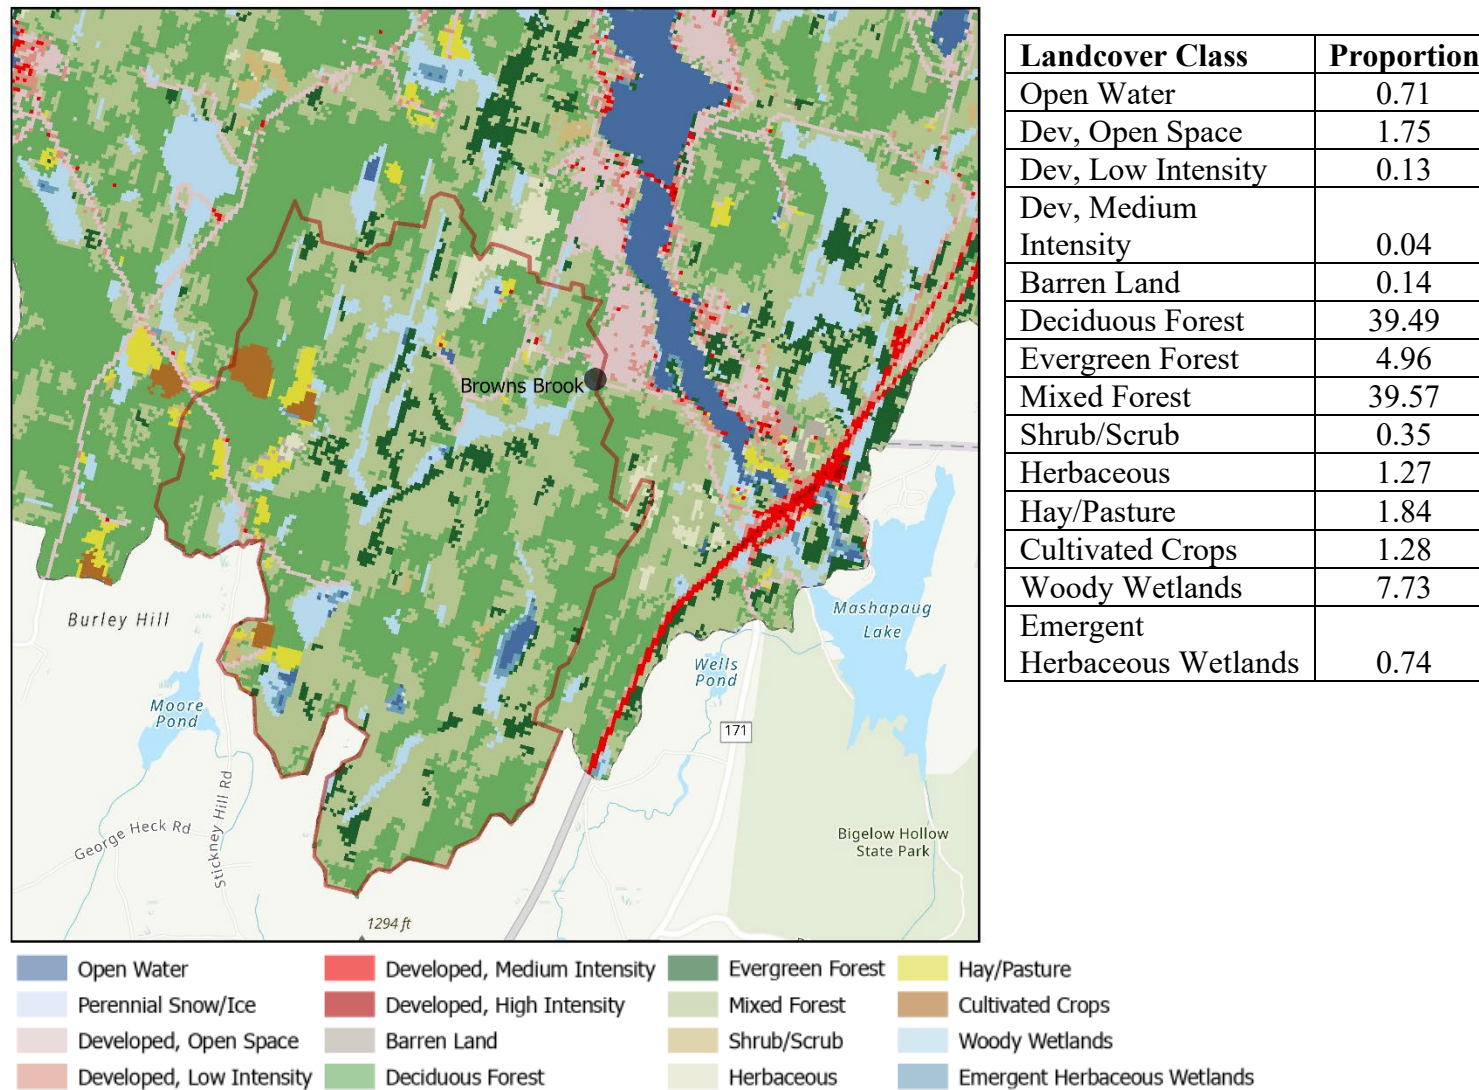 Browns Brook
Burley Hill
Moore
Pond
Stickney Hill Rd
George Heck Rd
1294 ft
Wells
Pond
171
Mashapaug
Lake
Bigelow Hollow
State Park
Landcover Class Proportion
Open Water 0.71
Dev, Open Space 1.75
Dev, Low Intensity 0.13
Dev, Medium
Intensity 0.04
Barren Land 0.14
Deciduous Forest 39.49
Evergreen Forest 4.96
Mixed Forest 39.57
Shrub/Scrub 0.35
Herbaceous 1.27
Hay/Pasture 1.84
Cultivated Crops 1.28
Woody Wetlands 7.73
Emergent
Herbaceous Wetlands 0.74
Open Water
Perennial Snow/Ice
Developed, Open Space
Developed, Low Intensity
Developed, Medium Intensity
Developed, High Intensity
Barren Land
Deciduous Forest
Evergreen Forest
Mixed Forest
Shrub/Scrub
Herbaceous
Hay/Pasture
Cultivated Crops
Woody Wetlands
Emergent Herbaceous Wetlands